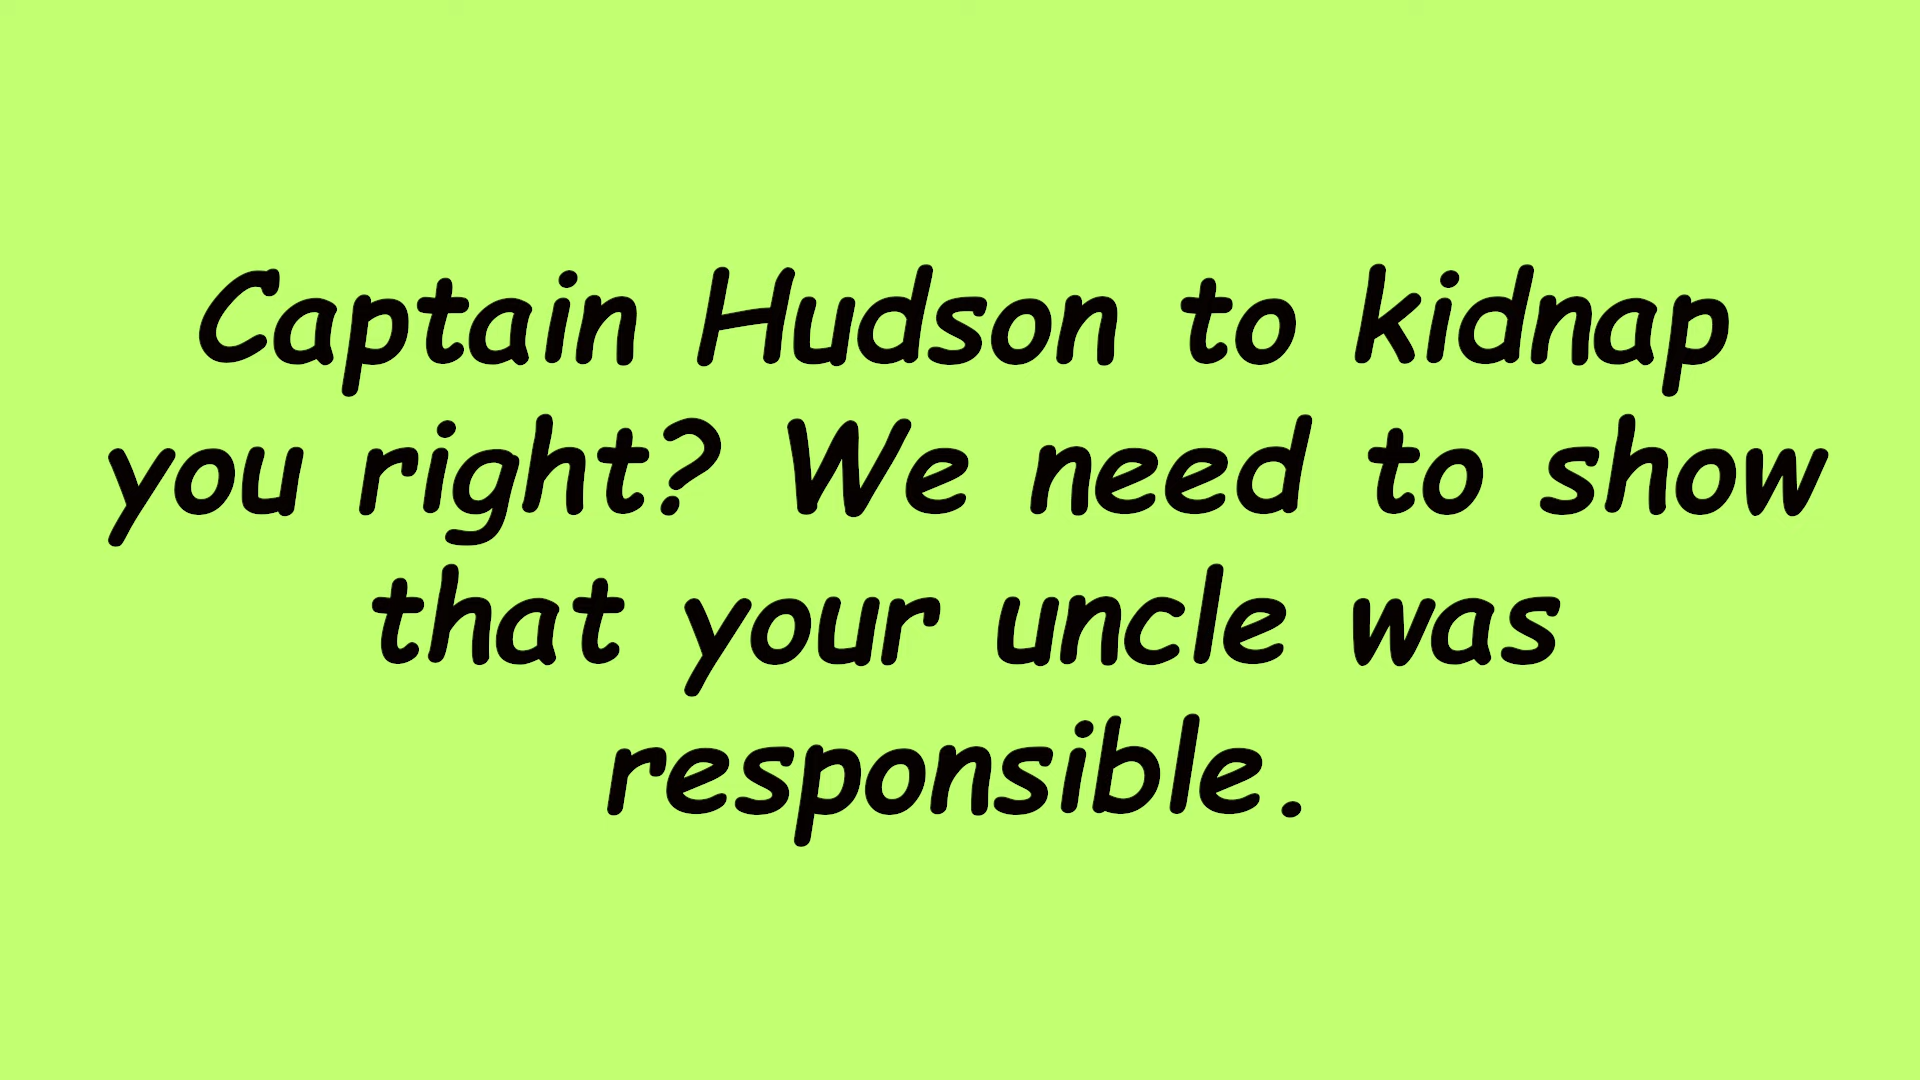 Captain Hudson to kidnap
you right? We need to show
that your uncle was
responsible.